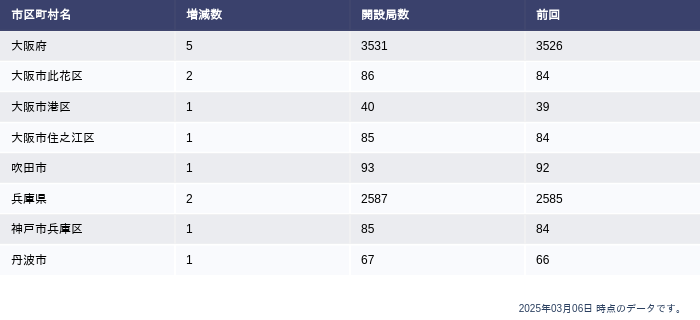 市区町村名 増減数 開設局数 前回
大阪府 5 3531 3526
大阪市此花区 2 86 84
大阪市港区 1 40 39
大阪市住之江区 1 85 84
吹田市 1 93 92
兵庫県 2 2587 2585
神戸市兵庫区 1 85 84
丹波市 1 67 66
2025年03月06日 時点のデータです。